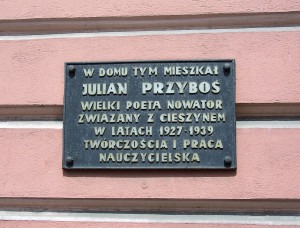 W DOMU TYM MIESZKAŁ
JULIAN PRZYBOŚ
WIELKI POETA NOWATOR
ZWIĄZANY Z CIESZYNEM
W LATACH 1927-1939
TWÓRCZOŚCIĄ I PRACĄ
NAUCZYCIELSKĄ